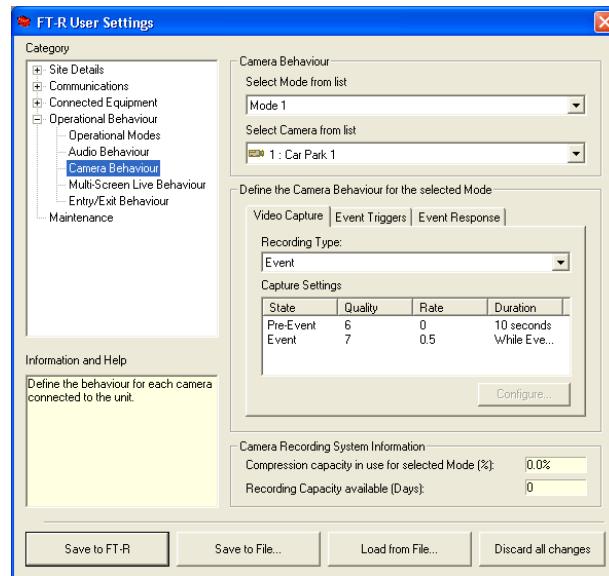 FT-R User Settings
Category
Site Details
Communications
Connected Equipment
Operational Behaviour
Operational Modes
Audio Behaviour
Camera Behaviour
Multi-Screen Live Behaviour
Entry/Exit Behaviour
Maintenance
Information and Help
Define the behaviour for each camera
connected to the unit.
Camera Behaviour
Select Mode from list
Mode 1
Select Camera from list
1 : Car Park 1
Define the Camera Behaviour for the selected Mode
Video Capture Event Triggers Event Response
Recording Type:
Event
Capture Settings
State Quality Rate Duration
Pre-Event 6 0 10 seconds
Event 7 0.5 While Eve...
Configure...
Camera Recording System Information
Compression capacity in use for selected Mode (%): 0.0%
Recording Capacity available (Days): 0
Save to FT-R Save to File... Load from File... Discard all changes